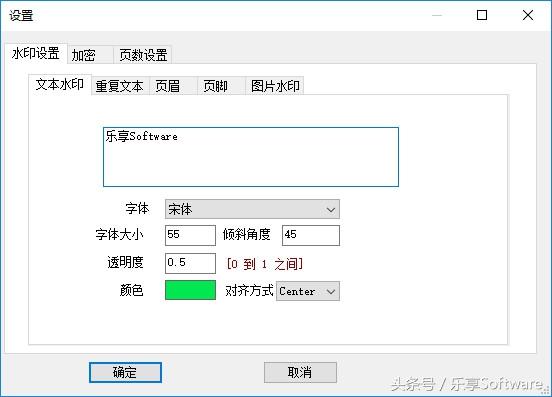 设置
水印设置 加密 页数设置
文本水印 重复文本 页眉 页脚 图片水印
乐享Software
字体 宋体
字体大小 55 倾斜角度 45
透明度 0.5 [0 到 1 之间]
颜色 对齐方式 Center
确定 取消
头条号 / 乐享Software